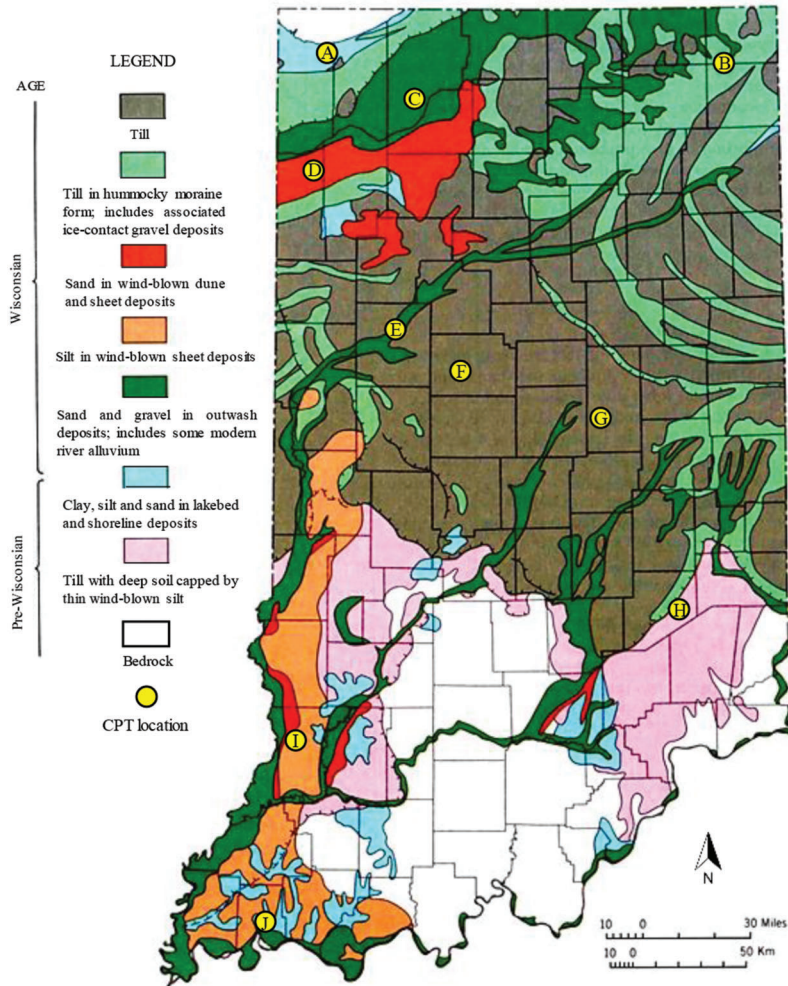 LEGEND
AGE
Wisconsian
Pre-Wisconsian
Till
Till in hummocky moraine
form; includes associated
ice-contact gravel deposits
Sand in wind-blown dune
and sheet deposits
Silt in wind-blown sheet deposits
Sand and gravel in outwash
deposits; includes some modern
river alluvium
Clay, silt and sand in lakebed
and shoreline deposits
Till with deep soil capped by
thin wind-blown silt
Bedrock
CPT location
A
B
C
D
E
F
G
H
I
J
N
10 0 30 Miles
10 0 50 Km